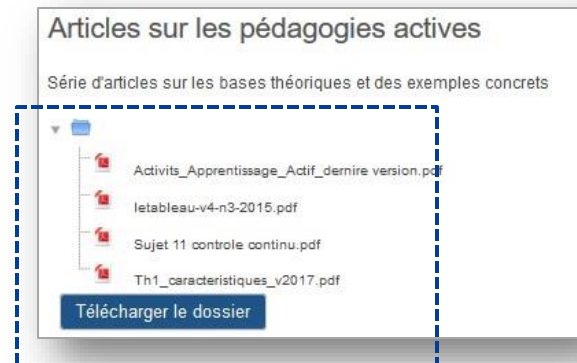 Articles sur les pédagogies actives
Série d'articles sur les bases théoriques et des exemples concrets
Activits_Apprentissage_Actif_dernire version.pdf
letableau-v4-n3-2015.pdf
Sujet 11 controle continu.pdf
Th1_caracteristiques_v2017.pdf
Télécharger le dossier